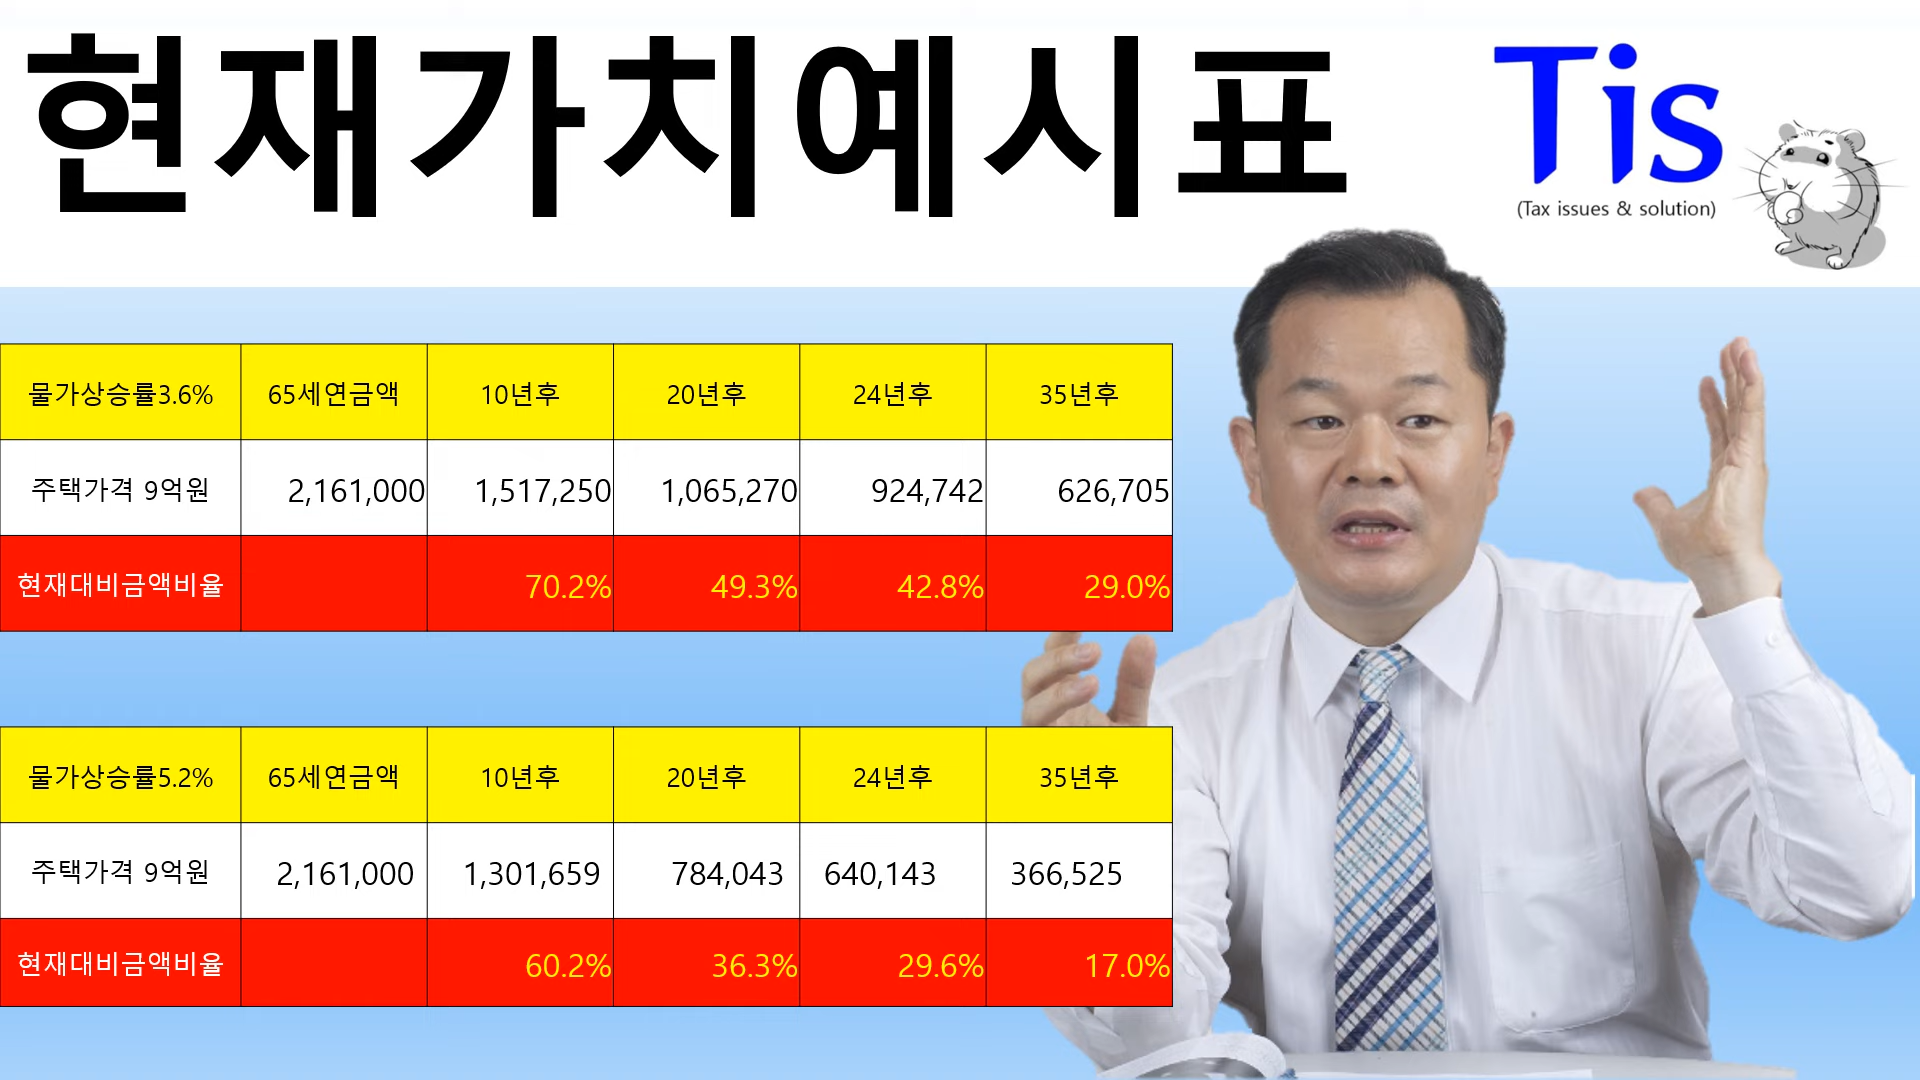 현재가치예시표
Tis
(Tax issues & solution)
물가상승률3.6% 65세연금액 10년후 20년후 24년후 35년후
주택가격 9억원 2,161,000 1,517,250 1,065,270 924,742 626,705
현재대비금액비율 70.2% 49.3% 42.8% 29.0%
물가상승률5.2% 65세연금액 10년후 20년후 24년후 35년후
주택가격 9억원 2,161,000 1,301,659 784,043 640,143 366,525
현재대비금액비율 60.2% 36.3% 29.6% 17.0%